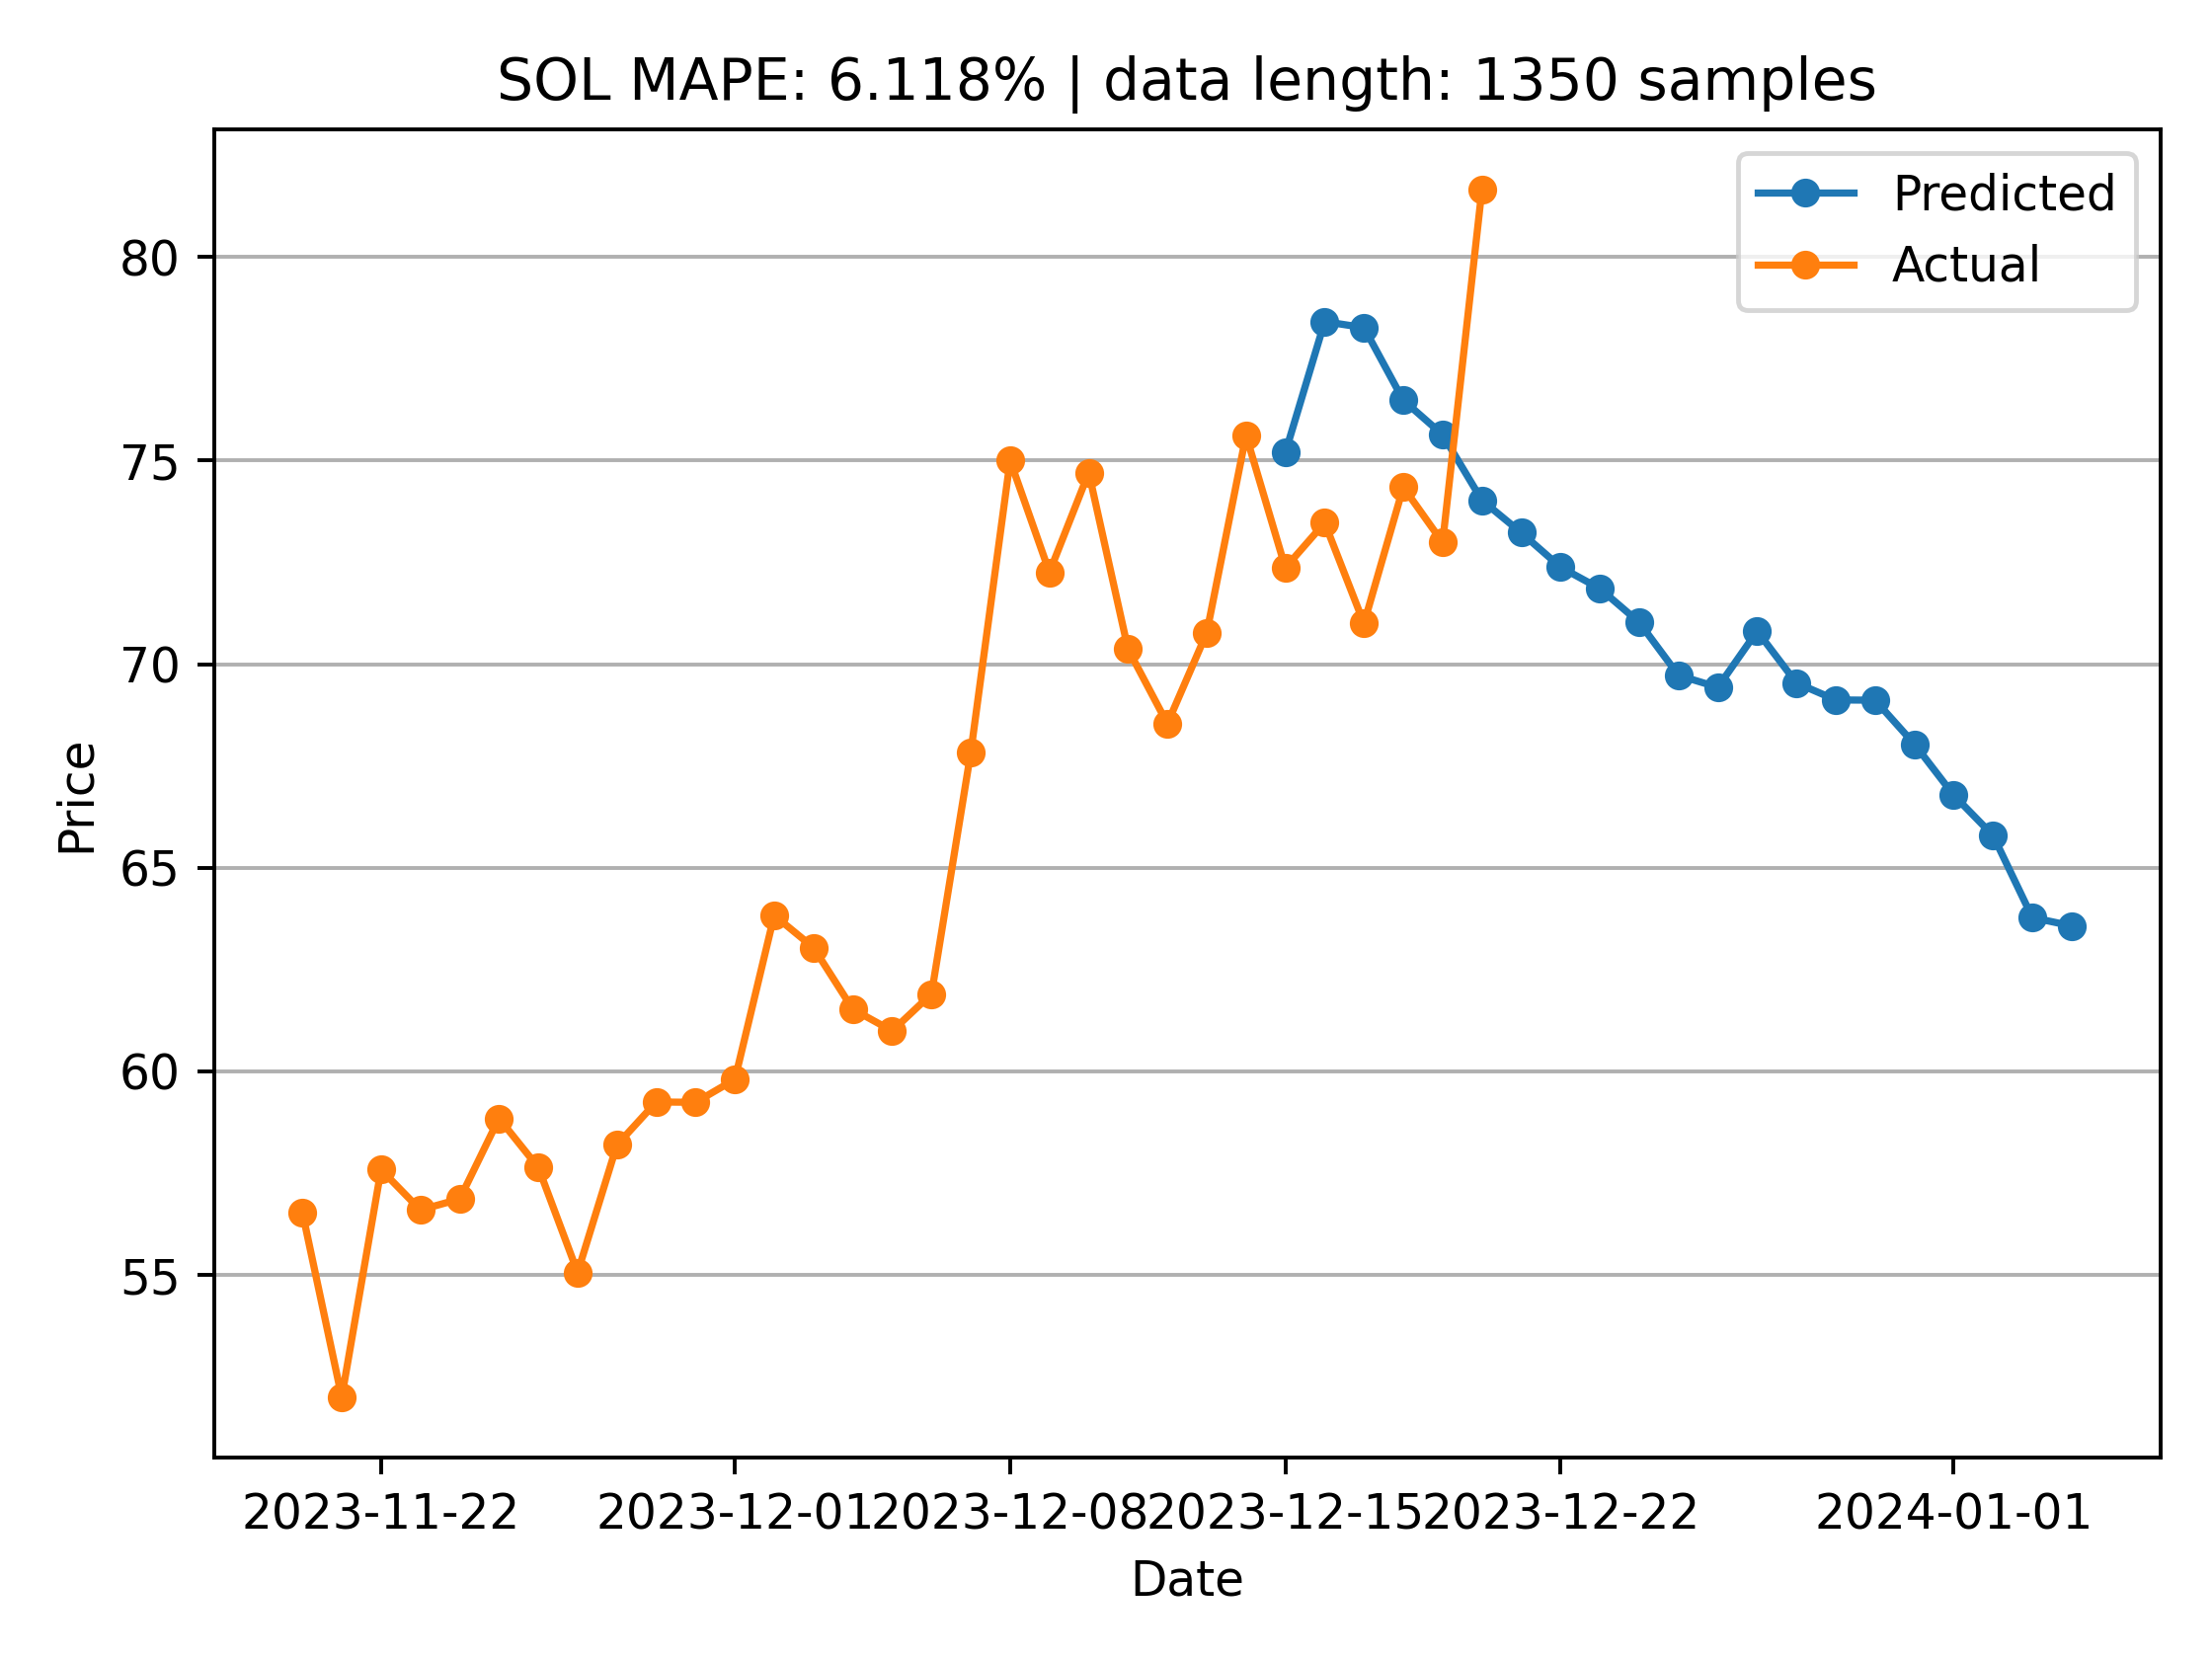 SOL MAPE: 6.118% | data length: 1350 samples
Predicted
Actual
80
75
70
65
60
55
Price
2023-11-22
2023-12-01
2023-12-08
2023-12-15
2023-12-22
2024-01-01
Date